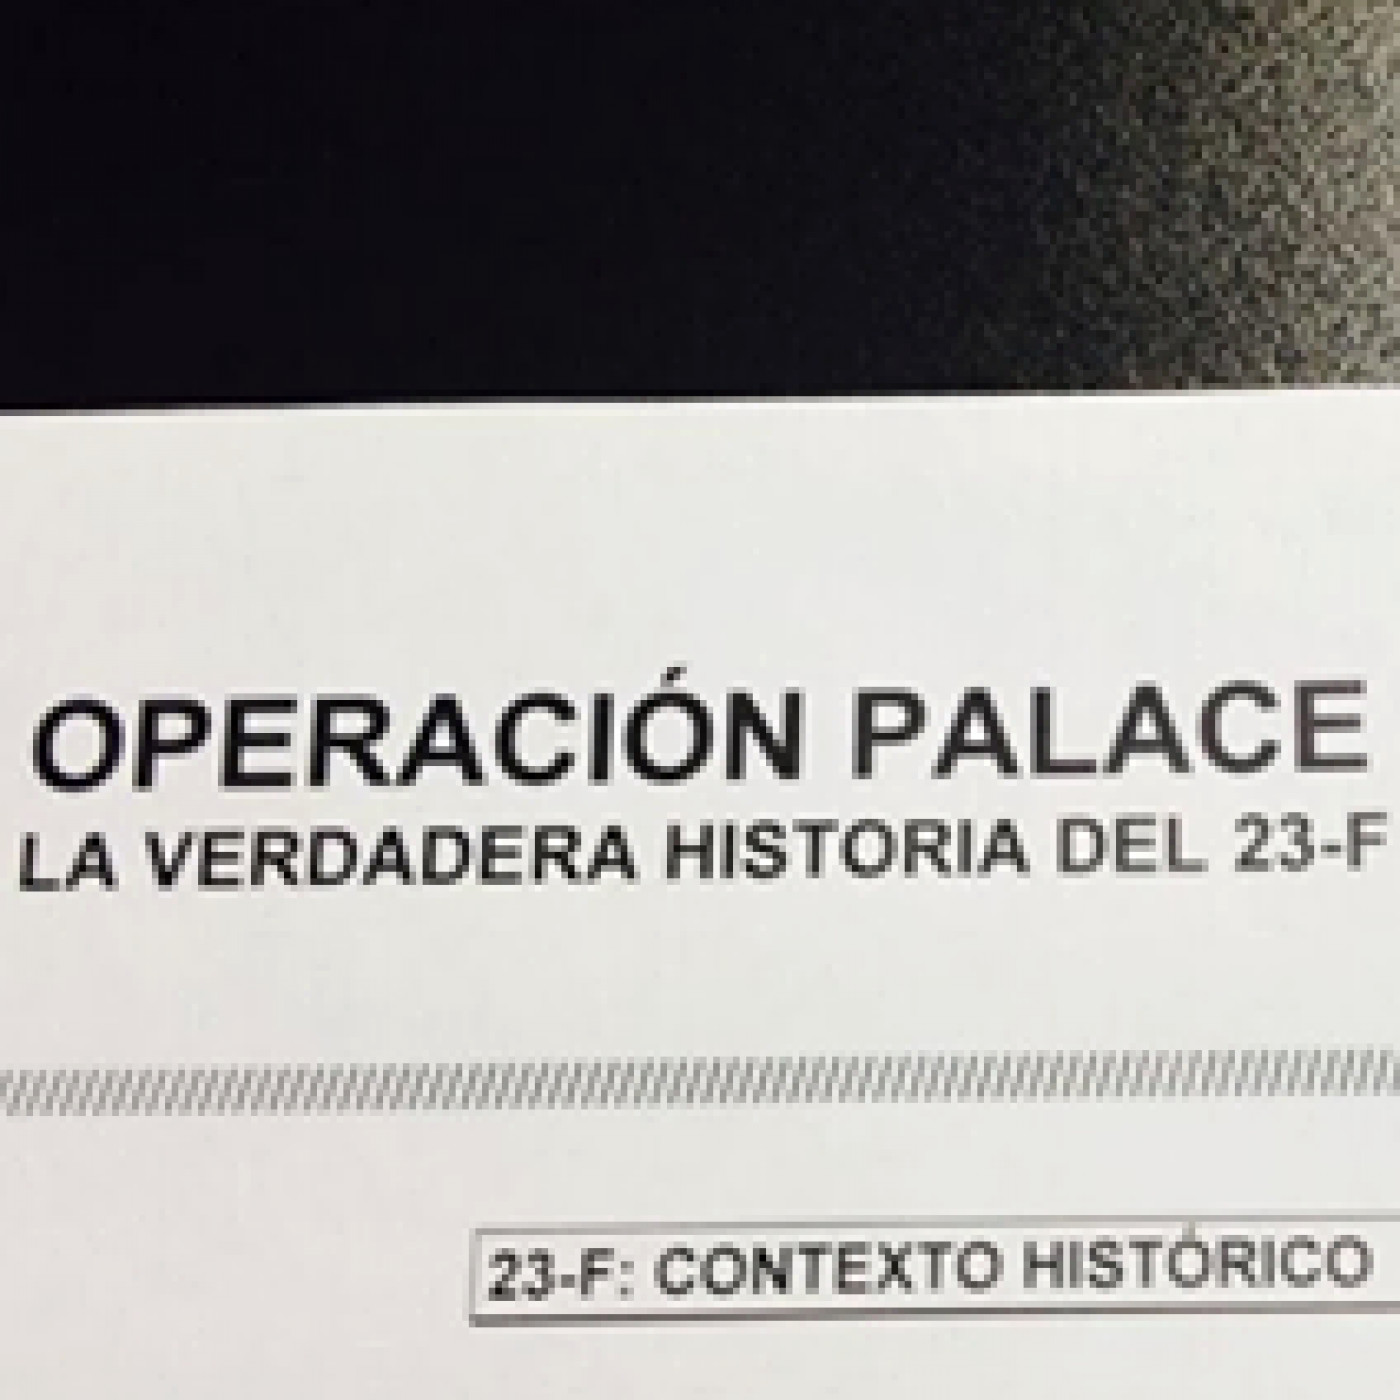 OPERACIÓN PALACE
LA VERDADERA HISTORIA DEL 23-F
23-F: CONTEXTO HISTÓRICO